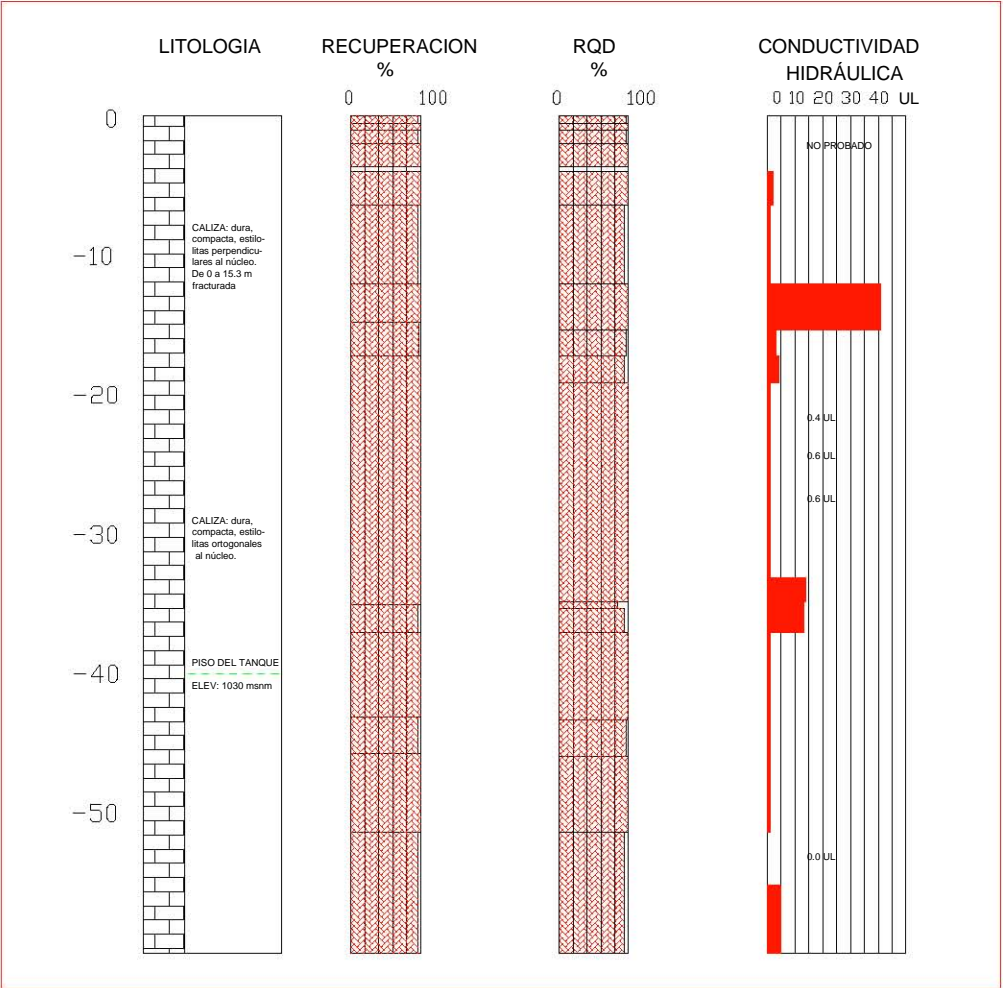 LITOLOGIA
RECUPERACION
%
RQD
%
CONDUCTIVIDAD
HIDRÁULICA
0 100
0 100
0 10 20 30 40 UL
0
NO PROBADO
CALIZA: dura,
compacta, estilo-
litas perpendicu-
lares al núcleo.
De 0 a 15.3 m
fracturada
-10
-20
0.4 UL
0.6 UL
0.6 UL
CALIZA: dura,
compacta, estilo-
litas ortogonales
al núcleo.
-30
PISO DEL TANQUE
-40
ELEV: 1030 msnm
-50
0.0 UL